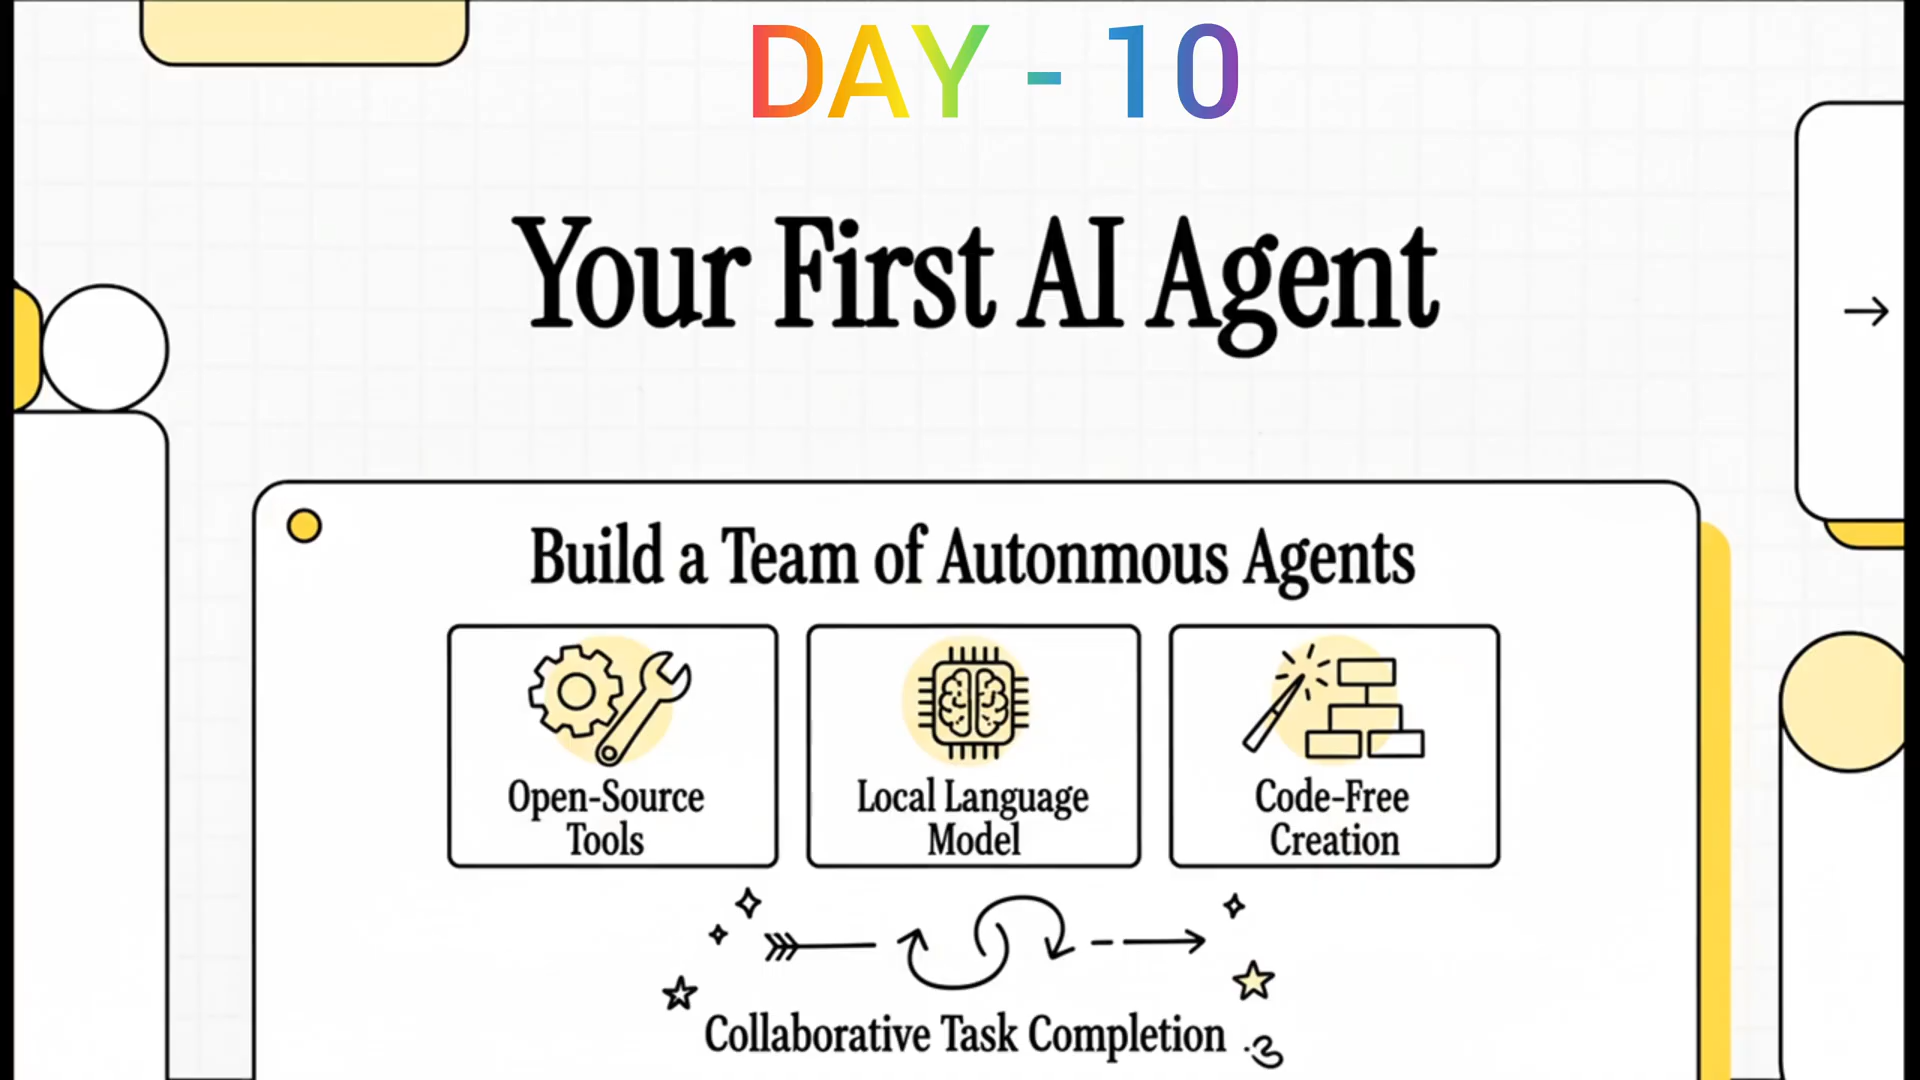 DAY - 10
Your First AI Agent
Build a Team of Autonmous Agents
Open-Source
Tools
Local Language
Model
Code-Free
Creation
Collaborative Task Completion